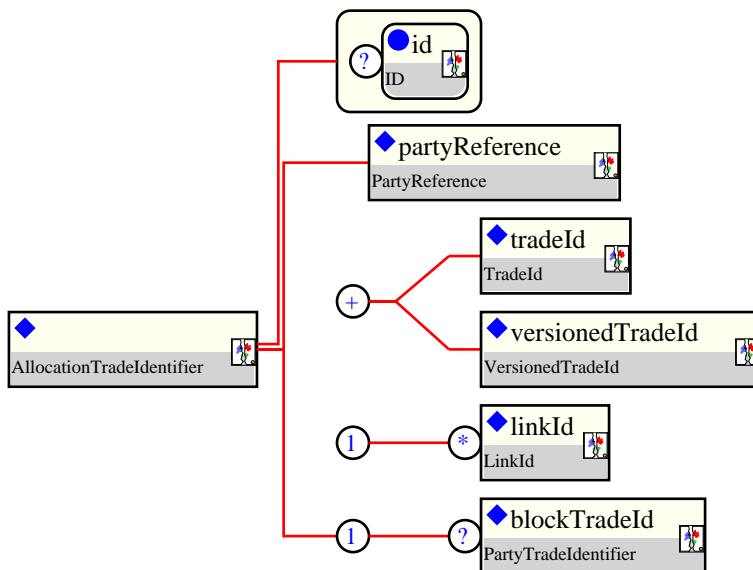 ? id
ID
partyReference
PartyReference
tradeId
TradeId
+
AllocationTradeIdentifier
versionedTradeId
VersionedTradeId
1 * linkId
LinkId
1 ? blockTradeId
PartyTradeIdentifier